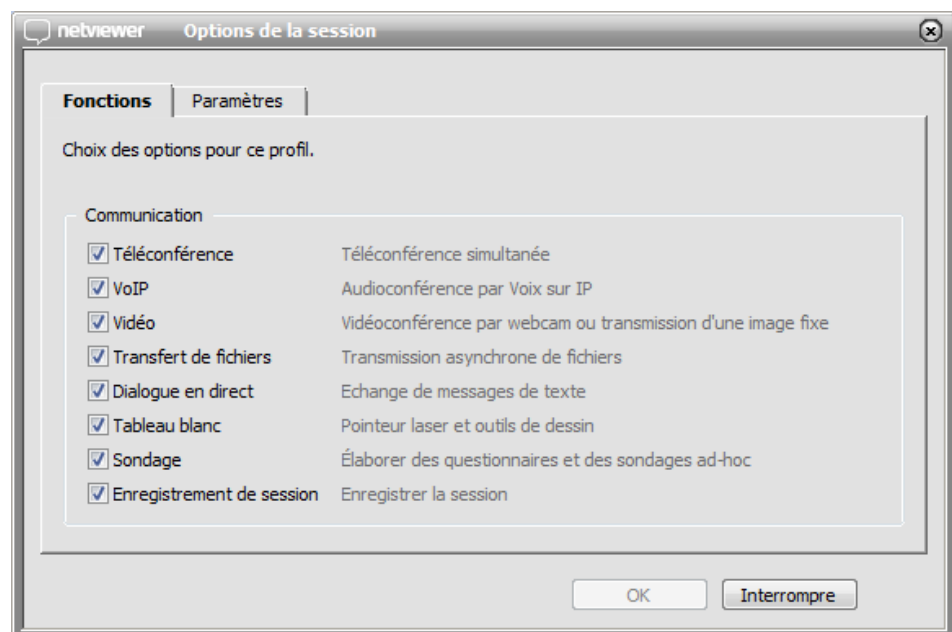 netviewer Options de la session
Fonctions Paramètres
Choix des options pour ce profil.
Communication
Téléconférence Téléconférence simultanée
VoIP Audioconférence par Voix sur IP
Vidéo Vidéoconférence par webcam ou transmission d'une image fixe
Transfert de fichiers Transmission asynchrone de fichiers
Dialogue en direct Echange de messages de texte
Tableau blanc Pointeur laser et outils de dessin
Sondage Élaborer des questionnaires et des sondages ad-hoc
Enregistrement de session Enregistrer la session
OK Interrompre